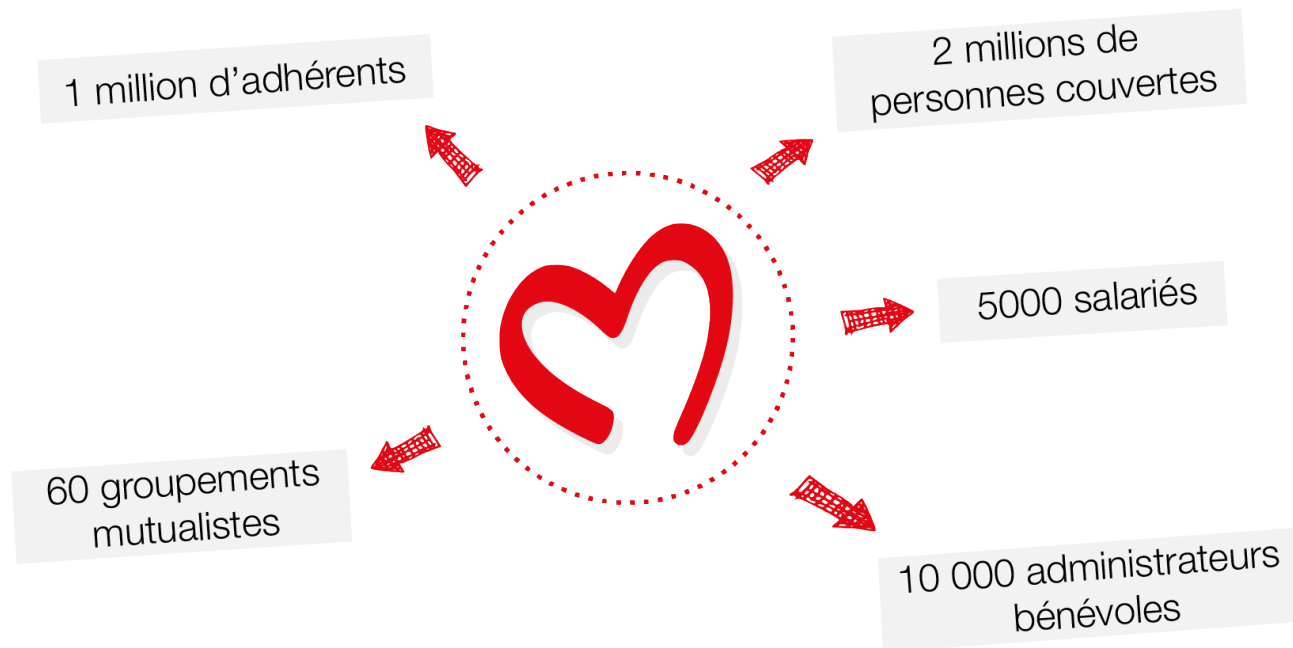 1 million d’adhérents
2 millions de
personnes couvertes
5000 salariés
60 groupements
mutualistes
10 000 administrateurs
bénévoles